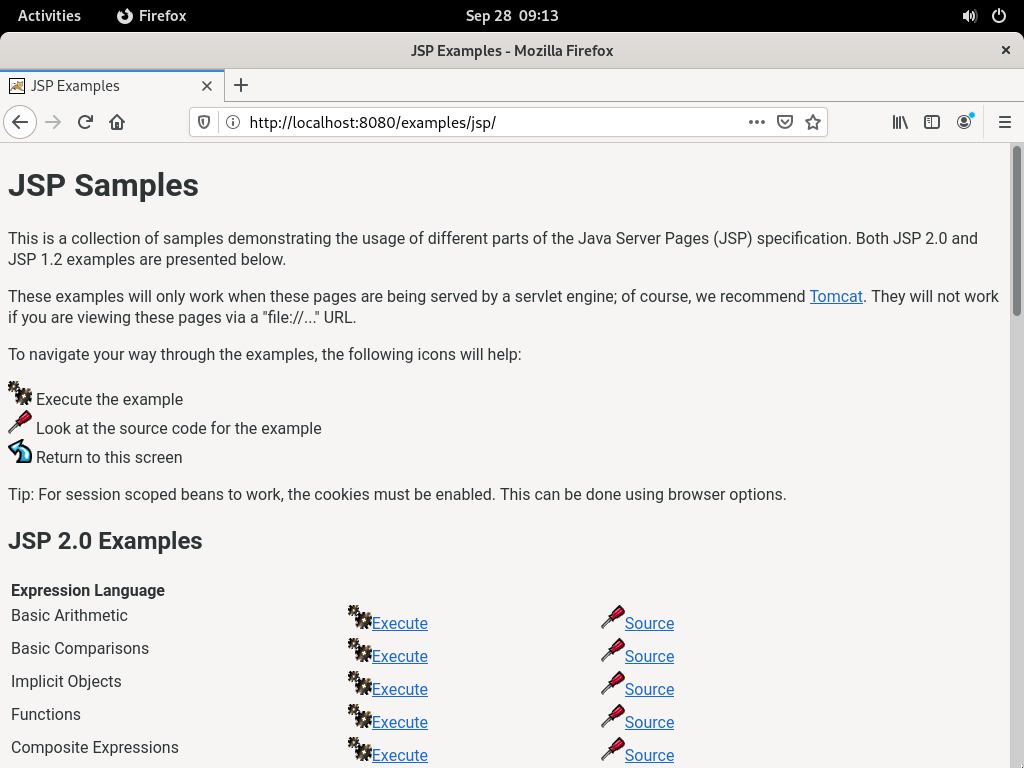 Activities Firefox Sep 28 09:13
JSP Examples - Mozilla Firefox
JSP Examples
http://localhost:8080/examples/jsp/
JSP Samples
This is a collection of samples demonstrating the usage of different parts of the Java Server Pages (JSP) specification. Both JSP 2.0 and
JSP 1.2 examples are presented below.
These examples will only work when these pages are being served by a servlet engine; of course, we recommend Tomcat. They will not work
if you are viewing these pages via a "file://..." URL.
To navigate your way through the examples, the following icons will help:
Execute the example
Look at the source code for the example
Return to this screen
Tip: For session scoped beans to work, the cookies must be enabled. This can be done using browser options.
JSP 2.0 Examples
Expression Language
Basic Arithmetic Execute Source
Basic Comparisons Execute Source
Implicit Objects Execute Source
Functions Execute Source
Composite Expressions Execute Source